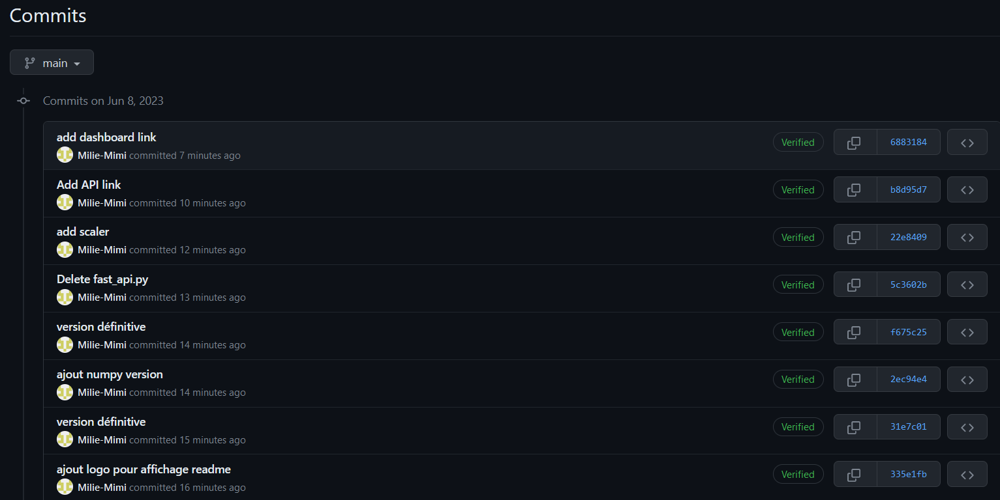 Commits
main
Commits on Jun 8, 2023
add dashboard link
Verified
6883184
Milie-Mimi committed 7 minutes ago
Add API link
Verified
b8d95d7
Milie-Mimi committed 10 minutes ago
add scaler
Verified
22e8409
Milie-Mimi committed 12 minutes ago
Delete fast_api.py
Verified
5c3602b
Milie-Mimi committed 13 minutes ago
version définitive
Verified
f675c25
Milie-Mimi committed 14 minutes ago
ajout numpy version
Verified
2ec94e4
Milie-Mimi committed 14 minutes ago
version définitive
Verified
31e7c01
Milie-Mimi committed 15 minutes ago
ajout logo pour affichage readme
Verified
335e1fb
Milie-Mimi committed 16 minutes ago